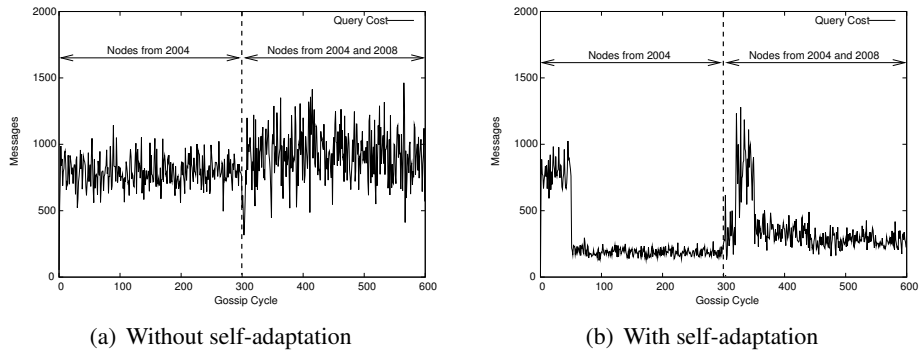 2000
Query Cost
Nodes from 2004
Nodes from 2004 and 2008
1500
Messages
1000
500
0
0 100 200 300 400 500 600
Gossip Cycle
(a) Without self-adaptation
2000
Query Cost
Nodes from 2004
Nodes from 2004 and 2008
1500
Messages
1000
500
0
0 100 200 300 400 500 600
Gossip Cycle
(b) With self-adaptation